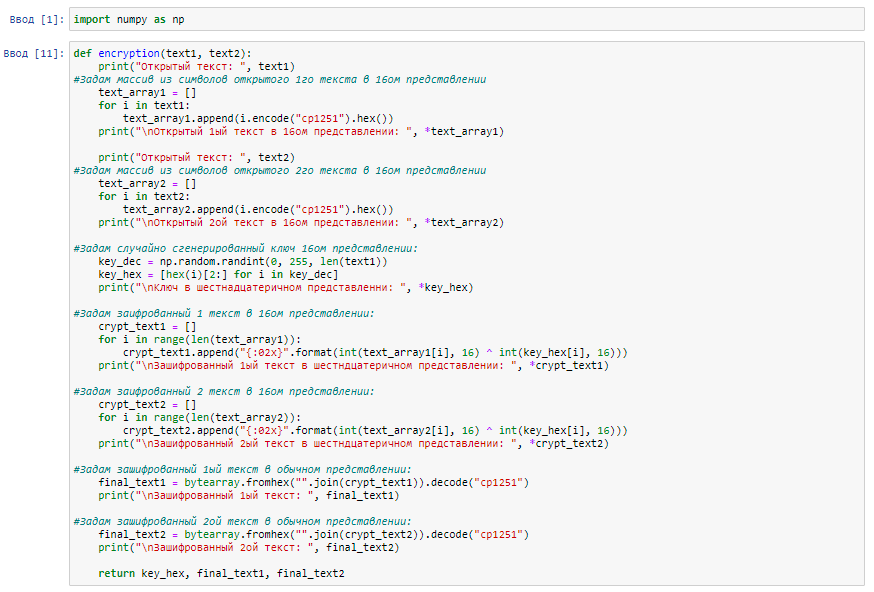 Ввод [1]: import numpy as np
Ввод [11]: def encryption(text1, text2):
    print("Открытый текст: ", text1)
#Задам массив из символов открытого 1го текста в 16ом представлении
    text_array1 = []
    for i in text1:
        text_array1.append(i.encode("cp1251").hex())
    print("\nОткрытый 1ый текст в 16ом представлении: ", *text_array1)

    print("Открытый текст: ", text2)
#Задам массив из символов открытого 2го текста в 16ом представлении
    text_array2 = []
    for i in text2:
        text_array2.append(i.encode("cp1251").hex())
    print("\nОткрытый 2ой текст в 16ом представлении: ", *text_array2)

#Задам случайно сгенерированный ключ 16ом представлении:
    key_dec = np.random.randint(0, 255, len(text1))
    key_hex = [hex(i)[2:] for i in key_dec]
    print("\nКлюч в шестнадцатеричном представленни: ", *key_hex)

#Задам заифрованный 1 текст в 16ом представлении:
    crypt_text1 = []
    for i in range(len(text_array1)):
        crypt_text1.append("{:02x}".format(int(text_array1[i], 16) ^ int(key_hex[i], 16)))
    print("\nЗашифрованный 1ый текст в шестндцатеричном представлении: ", *crypt_text1)

#Задам заифрованный 2 текст в 16ом представлении:
    crypt_text2 = []
    for i in range(len(text_array2)):
        crypt_text2.append("{:02x}".format(int(text_array2[i], 16) ^ int(key_hex[i], 16)))
    print("\nЗашифрованный 2ый текст в шестндцатеричном представлении: ", *crypt_text2)

#Задам зашифрованный 1ый текст в обычном представлении:
    final_text1 = bytearray.fromhex("".join(crypt_text1)).decode("cp1251")
    print("\nЗашифрованный 1ый текст: ", final_text1)

#Задам зашифрованный 2ой текст в обычном представлении:
    final_text2 = bytearray.fromhex("".join(crypt_text2)).decode("cp1251")
    print("\nЗашифрованный 2ой текст: ", final_text2)

    return key_hex, final_text1, final_text2